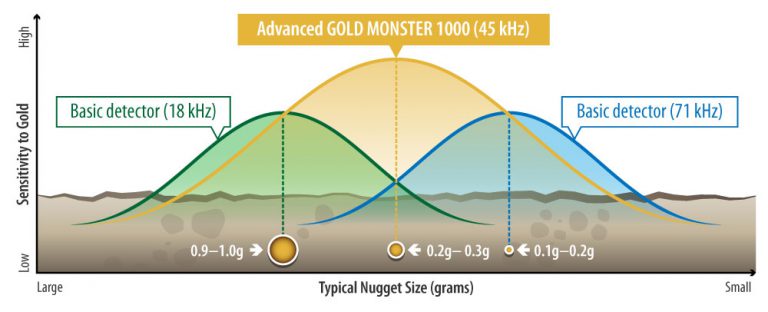 Advanced GOLD MONSTER 1000 (45 kHz)
Basic detector (18 kHz)
Basic detector (71 kHz)
High
Sensitivity to Gold
Low
0.9–1.0g
0.2g–0.3g
0.1g–0.2g
Large
Typical Nugget Size (grams)
Small